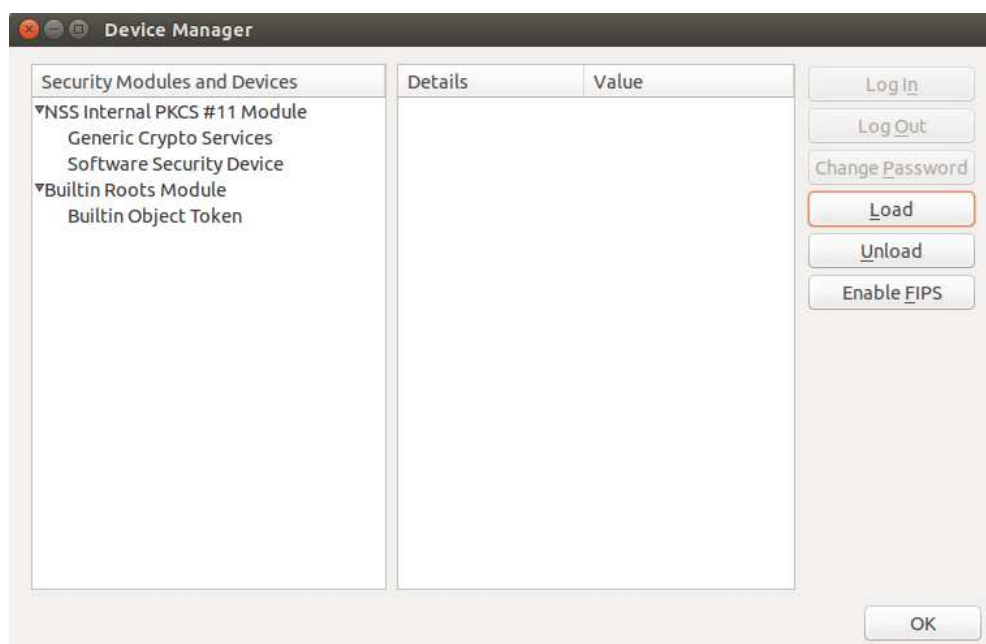 Device Manager
Security Modules and Devices
Details
Value
NSS Internal PKCS #11 Module
Generic Crypto Services
Software Security Device
Builtin Roots Module
Builtin Object Token
Log In
Log Out
Change Password
Load
Unload
Enable FIPS
OK